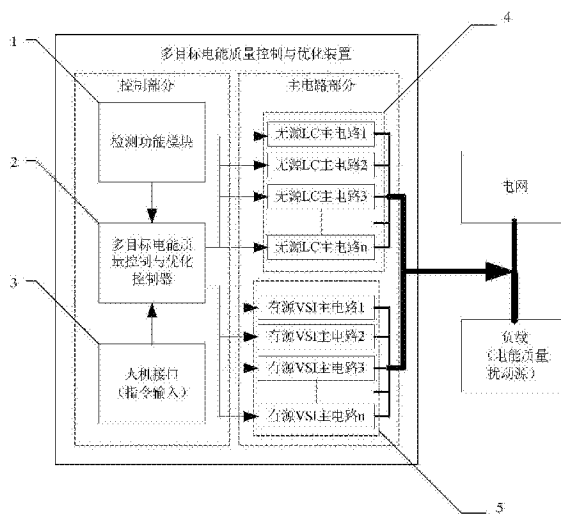 1
4
多目标电能质量控制与优化装置
控制部分
主电路部分
检测功能模块
2
多目标电能质
量控制与优化
控制器
3
人机接口
（指令输入）
无源LC主电路1
无源LC主电路2
无源LC主电路3
无源LC主电路n
有源VSI主电路1
有源VSI主电路2
有源VSI主电路3
有源VSI主电路n
电网
负载
（电能质量
扰动源）
5